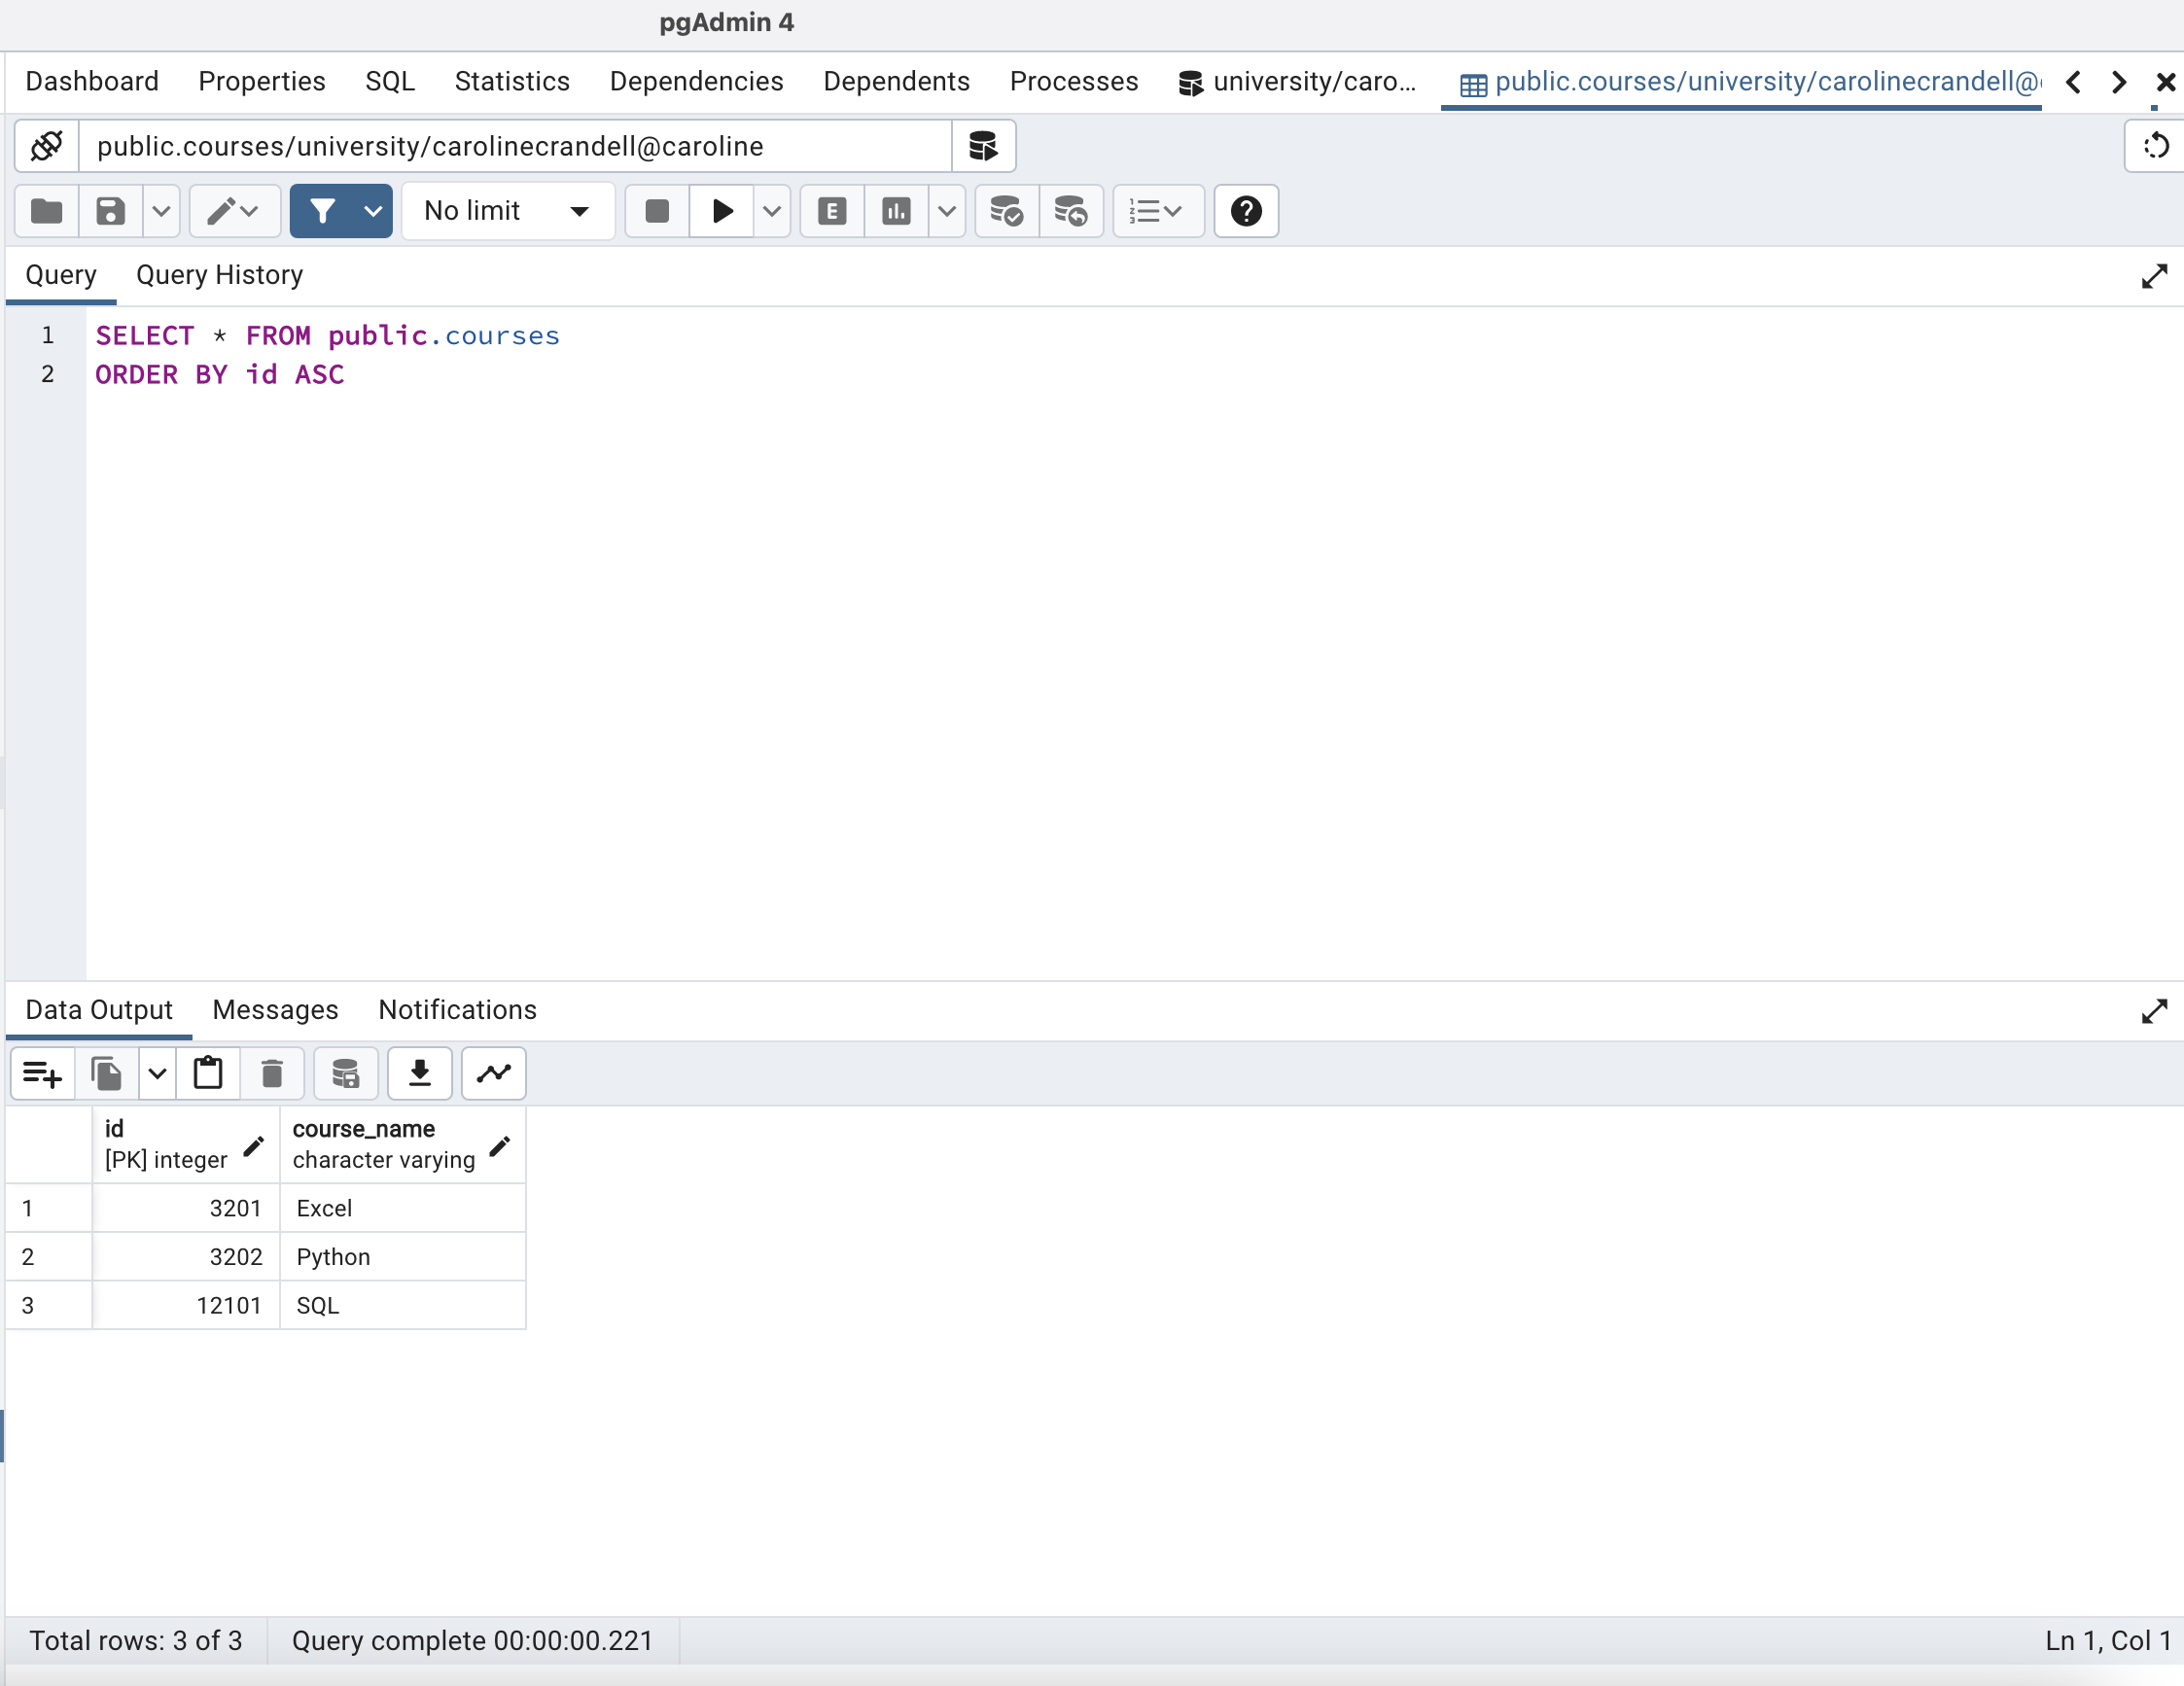 pgAdmin 4
Dashboard Properties SQL Statistics Dependencies Dependents Processes university/caro... public.courses/university/carolinecrandell@
public.courses/university/carolinecrandell@caroline
No limit E
Query Query History
1 SELECT * FROM public.courses
2 ORDER BY id ASC
Data Output Messages Notifications
id course_name
[PK] integer character varying
1 3201 Excel
2 3202 Python
3 12101 SQL
Total rows: 3 of 3 Query complete 00:00:00.221 Ln 1, Col 1